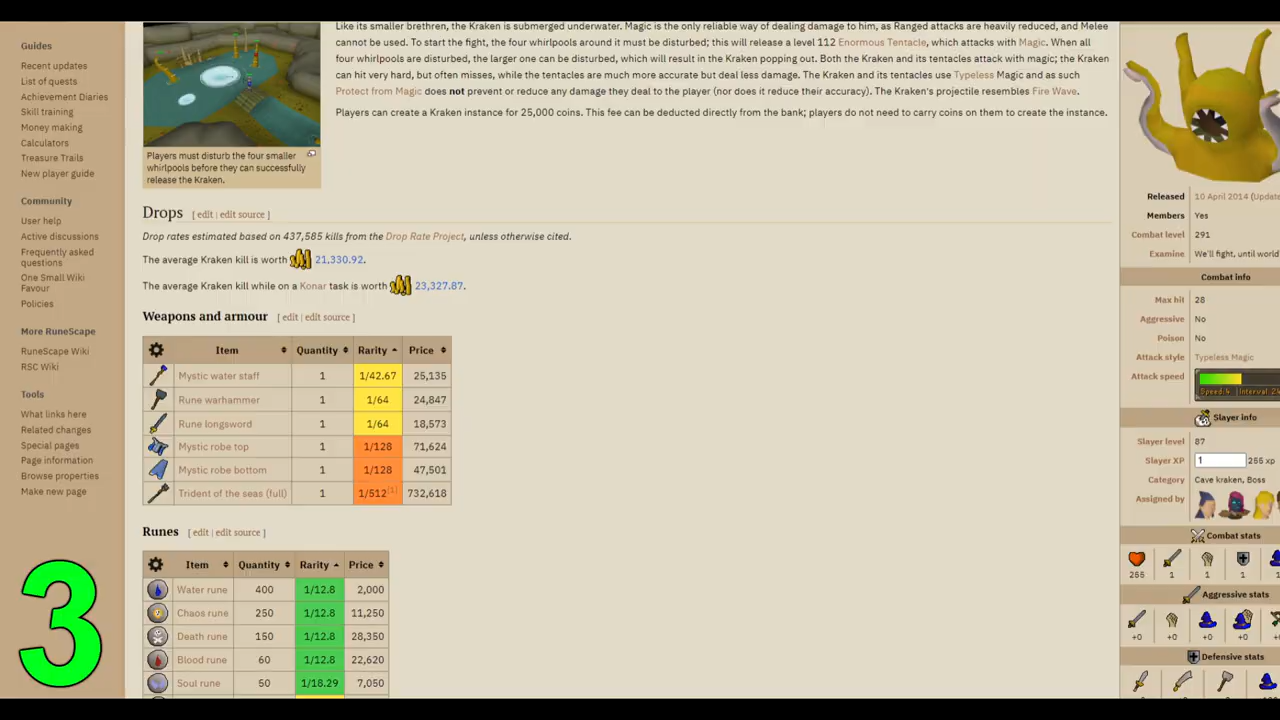 Guides
Recent updates
List of quests
Achievement Diaries
Skill training
Money making
Calculators
Treasure Trails
New player guide
Community
User help
Active discussions
Frequently asked
questions
One Small Wiki
Favour
Policies
More RuneScape
RuneScape Wiki
RSC Wiki
Tools
What links here
Related changes
Special pages
Page information
Browse properties
Make new page
3
Players must disturb the four smaller
whirlpools before they can successfully
release the Kraken.
Like its smaller brethren, the Kraken is submerged underwater. Magic is the only reliable way of dealing damage to him, as Ranged attacks are heavily reduced, and Melee
cannot be used. To start the fight, the four whirlpools around it must be disturbed; this will release a level 112 Enormous Tentacle, which attacks with Magic. When all
four whirlpools are disturbed, the larger one can be disturbed, which will result in the Kraken popping out. Both the Kraken and its tentacles attack with magic; the Kraken
can hit very hard, but often misses, while the tentacles are much more accurate but deal less damage. The Kraken and its tentacles use Typeless Magic and as such
Protect from Magic does not prevent or reduce any damage they deal to the player (nor does it reduce their accuracy). The Kraken's projectile resembles Fire Wave.
Players can create a Kraken instance for 25,000 coins. This fee can be deducted directly from the bank; players do not need to carry coins on them to create the instance.
Drops [ edit | edit source ]
Drop rates estimated based on 437,585 kills from the Drop Rate Project, unless otherwise cited.
The average Kraken kill is worth 21,330.92.
The average Kraken kill while on a Konar task is worth 23,327.87.
Weapons and armour [ edit | edit source ]
Item Quantity Rarity Price
Mystic water staff 1 1/42.67 25,135
Rune warhammer 1 1/64 24,847
Rune longsword 1 1/64 18,573
Mystic robe top 1 1/128 71,624
Mystic robe bottom 1 1/128 47,501
Trident of the seas (full) 1 1/512[1] 732,618
Runes [ edit | edit source ]
Item Quantity Rarity Price
Water rune 400 1/12.8 2,000
Chaos rune 250 1/12.8 11,250
Death rune 150 1/12.8 28,350
Blood rune 60 1/12.8 22,620
Soul rune 50 1/18.29 7,050
Released 10 April 2014 (Update
Members Yes
Combat level 291
Examine We'll fight, until world
Combat info
Max hit 28
Aggressive No
Poison No
Attack style Typeless Magic
Attack speed Speed:4
Slayer info
Slayer level 87
Slayer XP 1 255 xp
Category Cave kraken, Boss
Assigned by
Combat stats
255 1 1 1
Aggressive stats
+0 +0 +0 +0
Defensive stats